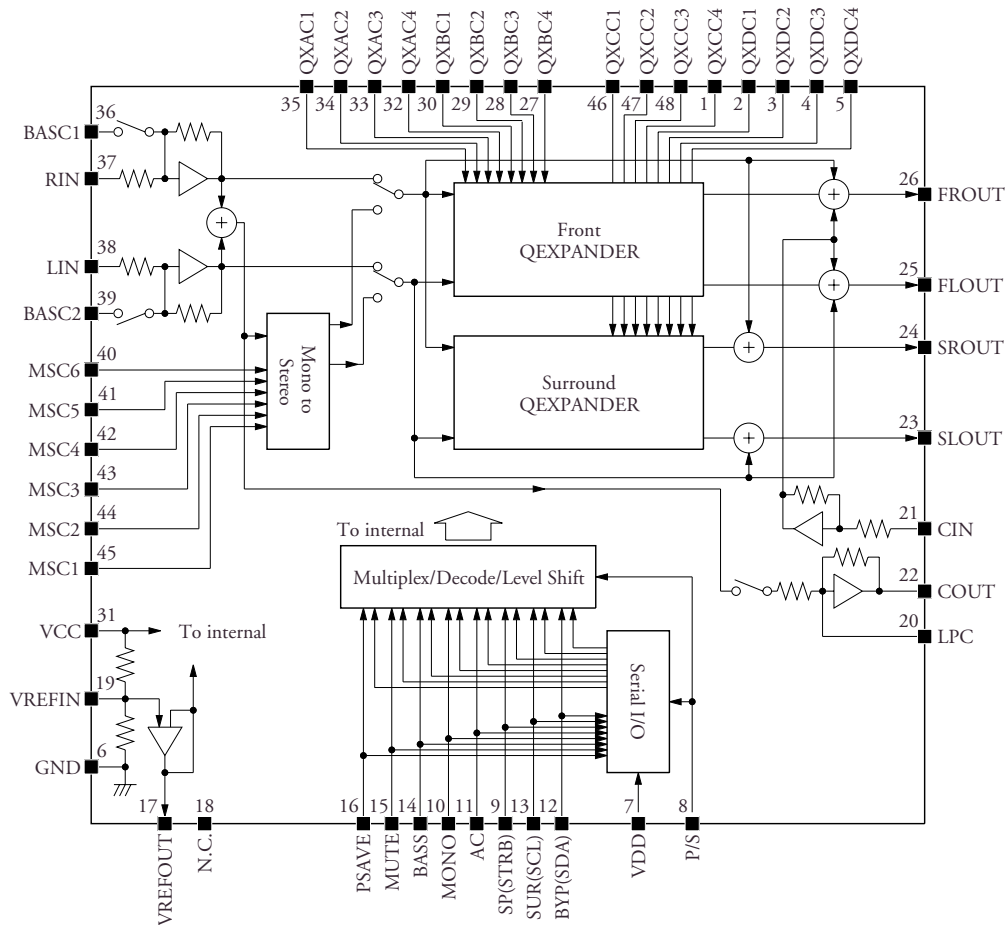 QXAC1
QXAC2
QXAC3
QXAC4
QXBC1
QXBC2
QXBC3
QXBC4
QXCC1
QXCC2
QXCC3
QXCC4
QXDC1
QXDC2
QXDC3
QXDC4
35
34
33
32
30
29
28
27
46
47
48
1
2
3
4
5
36
BASC1
37
RIN
38
LIN
39
BASC2
40
MSC6
41
MSC5
42
MSC4
43
MSC3
44
MSC2
45
MSC1
31
VCC
To internal
19
VREFIN
6
GND
+
Mono to
Stereo
Front
QEXPANDER
Surround
QEXPANDER
+
+
+
+
26
FROUT
25
FLOUT
24
SROUT
23
SLOUT
21
CIN
22
COUT
20
LPC
To internal
Multiplex/Decode/Level Shift
Serial I/O
17
18
16
15
14
10
11
9
13
12
7
8
VREFOUT
N.C.
PSAVE
MUTE
BASS
MONO
AC
SP(STRB)
SUR(SCL)
BYP(SDA)
VDD
P/S